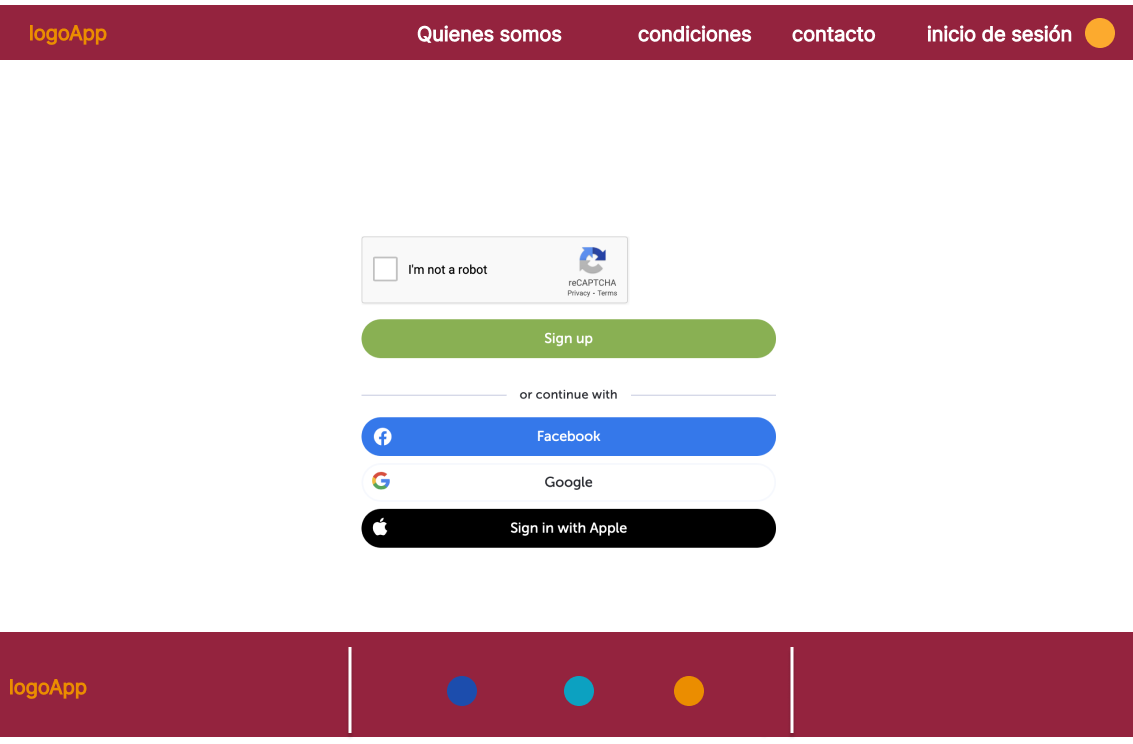 logoApp
Quienes somos
condiciones
contacto
inicio de sesión
I'm not a robot
reCAPTCHA
Privacy - Terms
Sign up
or continue with
Facebook
Google
Sign in with Apple
logoApp